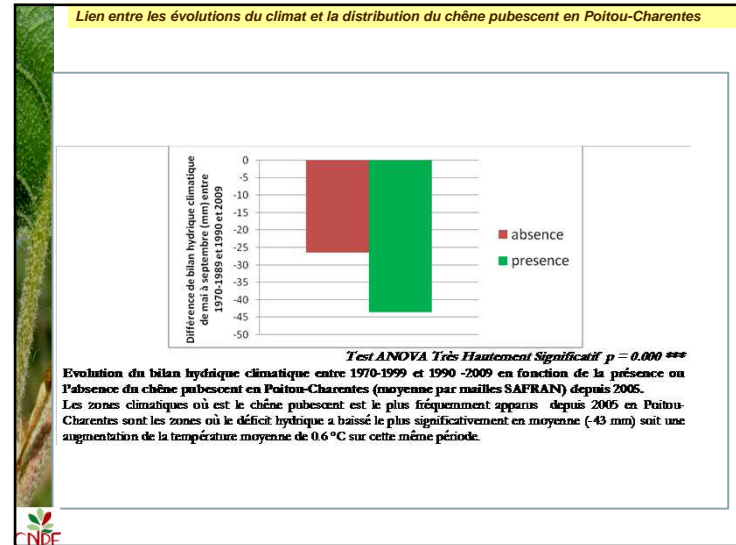 Lien entre les évolutions du climat et la distribution du chêne pubescent en Poitou-Charentes
Différence de bilan hydrique climatique
de mai à septembre (mm) entre
1970-1989 et 1990 et 2009
0
-5
-10
-15
-20
-25
-30
-35
-40
-45
-50
absence
presence
Test ANOVA Très Hautement Significatif p = 0.000 ***
Evolution du bilan hydrique climatique entre 1970-1999 et 1990 -2009 en fonction de la présence ou
l'absence du chêne pubescent en Poitou-Charentes (moyenne par mailles SAFRAN) depuis 2005.
Les zones climatiques où est le chêne pubescent est le plus fréquemment apparus depuis 2005 en Poitou-
Charentes sont les zones où le déficit hydrique a baissé le plus significativement en moyenne (-43 mm) soit une
augmentation de la température moyenne de 0.6 °C sur cette même période.
CNPF